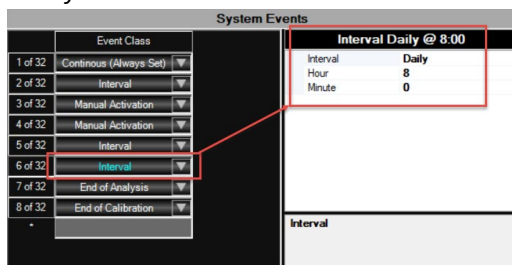 System Events
Event Class
1 of 32 Continous (Always Set)
2 of 32 Interval
3 of 32 Manual Activation
4 of 32 Manual Activation
5 of 32 Interval
6 of 32 Interval
7 of 32 End of Analysis
8 of 32 End of Calibration
*
Interval Daily @ 8:00
Interval Daily
Hour 8
Minute 0
Interval